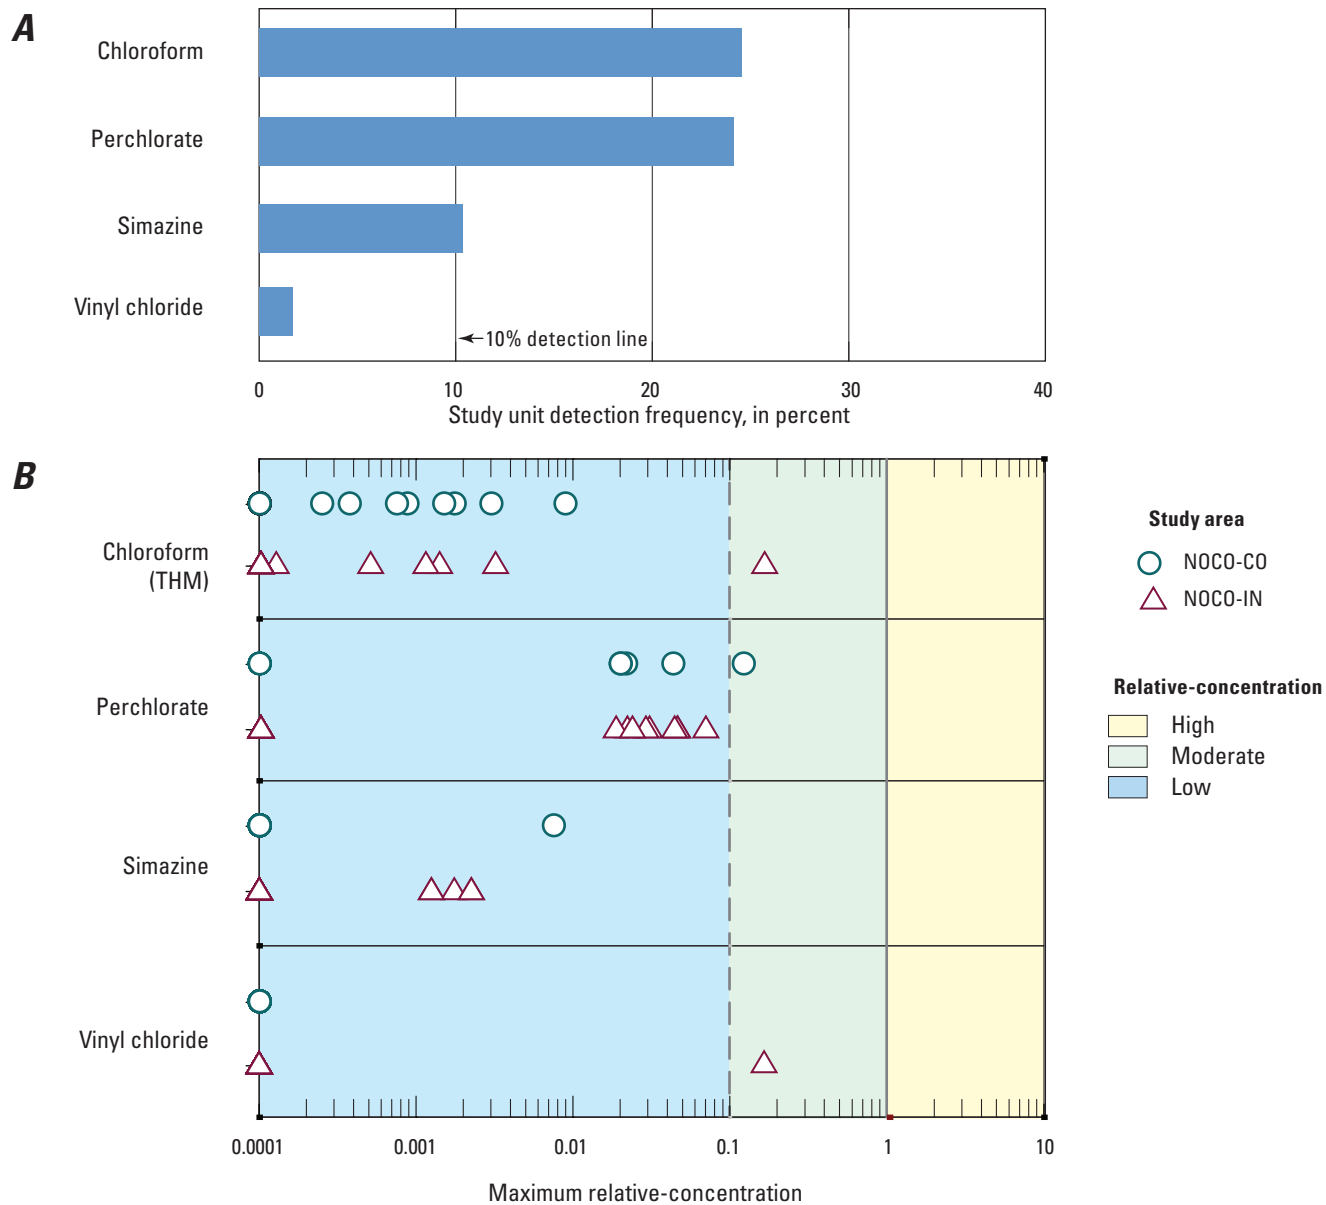 A
Chloroform
Perchlorate
Simazine
Vinyl chloride
10% detection line
0 10 20 30 40
Study unit detection frequency, in percent
B
Chloroform
(THM)
Perchlorate
Simazine
Vinyl chloride
0.0001 0.001 0.01 0.1 1 10
Maximum relative-concentration
Study area
NOCO-CO
NOCO-IN
Relative-concentration
High
Moderate
Low